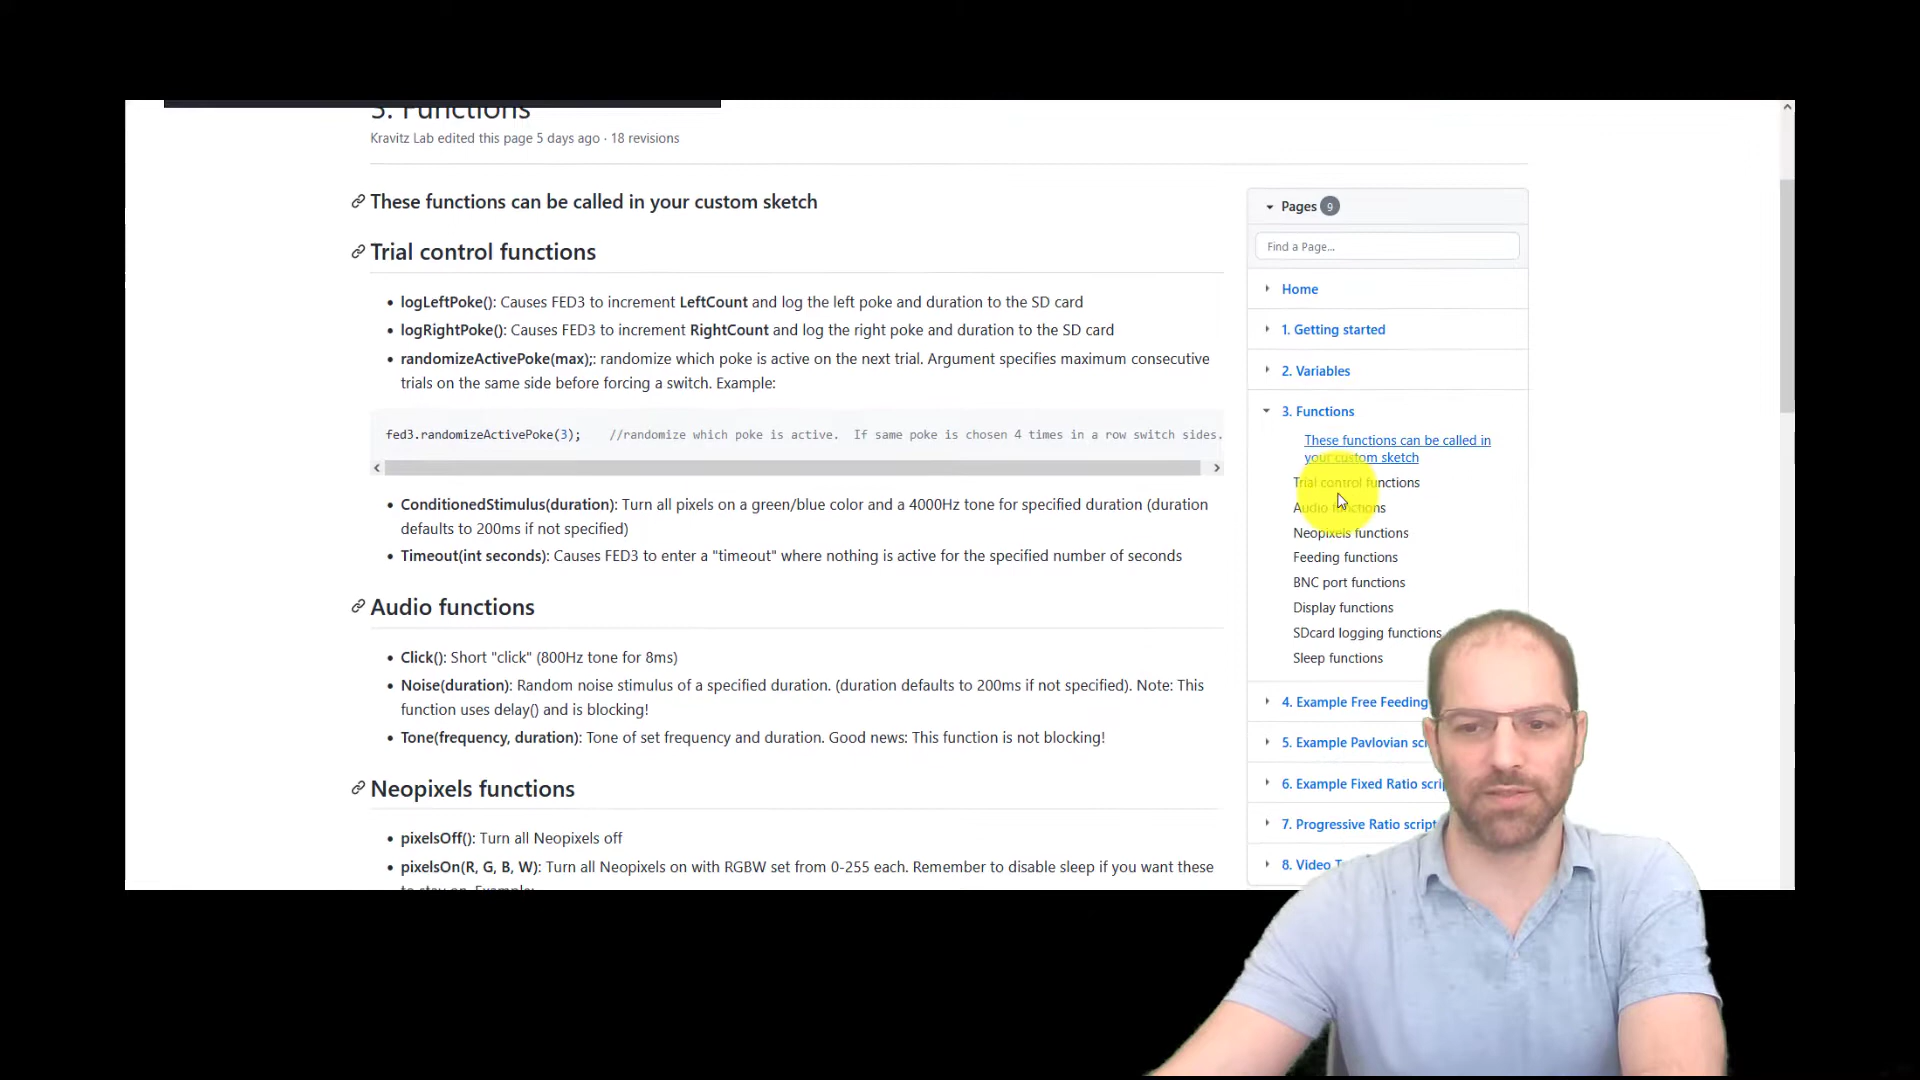 3. Functions
Kravitz Lab edited this page 5 days ago · 18 revisions
These functions can be called in your custom sketch
Trial control functions
• logLeftPoke(): Causes FED3 to increment LeftCount and log the left poke and duration to the SD card
• logRightPoke(): Causes FED3 to increment RightCount and log the right poke and duration to the SD card
• randomizeActivePoke(max);: randomize which poke is active on the next trial. Argument specifies maximum consecutive
trials on the same side before forcing a switch. Example:
fed3.randomizeActivePoke(3);    //randomize which poke is active.  If same poke is chosen 4 times in a row switch sides.
• ConditionedStimulus(duration): Turn all pixels on a green/blue color and a 4000Hz tone for specified duration (duration
defaults to 200ms if not specified)
• Timeout(int seconds): Causes FED3 to enter a "timeout" where nothing is active for the specified number of seconds
Audio functions
• Click(): Short "click" (800Hz tone for 8ms)
• Noise(duration): Random noise stimulus of a specified duration. (duration defaults to 200ms if not specified). Note: This
function uses delay() and is blocking!
• Tone(frequency, duration): Tone of set frequency and duration. Good news: This function is not blocking!
Neopixels functions
• pixelsOff(): Turn all Neopixels off
• pixelsOn(R, G, B, W): Turn all Neopixels on with RGBW set from 0-255 each. Remember to disable sleep if you want these
Pages 9
Find a Page...
Home
1. Getting started
2. Variables
3. Functions
These functions can be called in
your custom sketch
Trial control functions
Audio functions
Neopixels functions
Feeding functions
BNC port functions
Display functions
SDcard logging functions
Sleep functions
4. Example Free Feeding
5. Example Pavlovian sc
6. Example Fixed Ratio scri
7. Progressive Ratio script
8. Video T